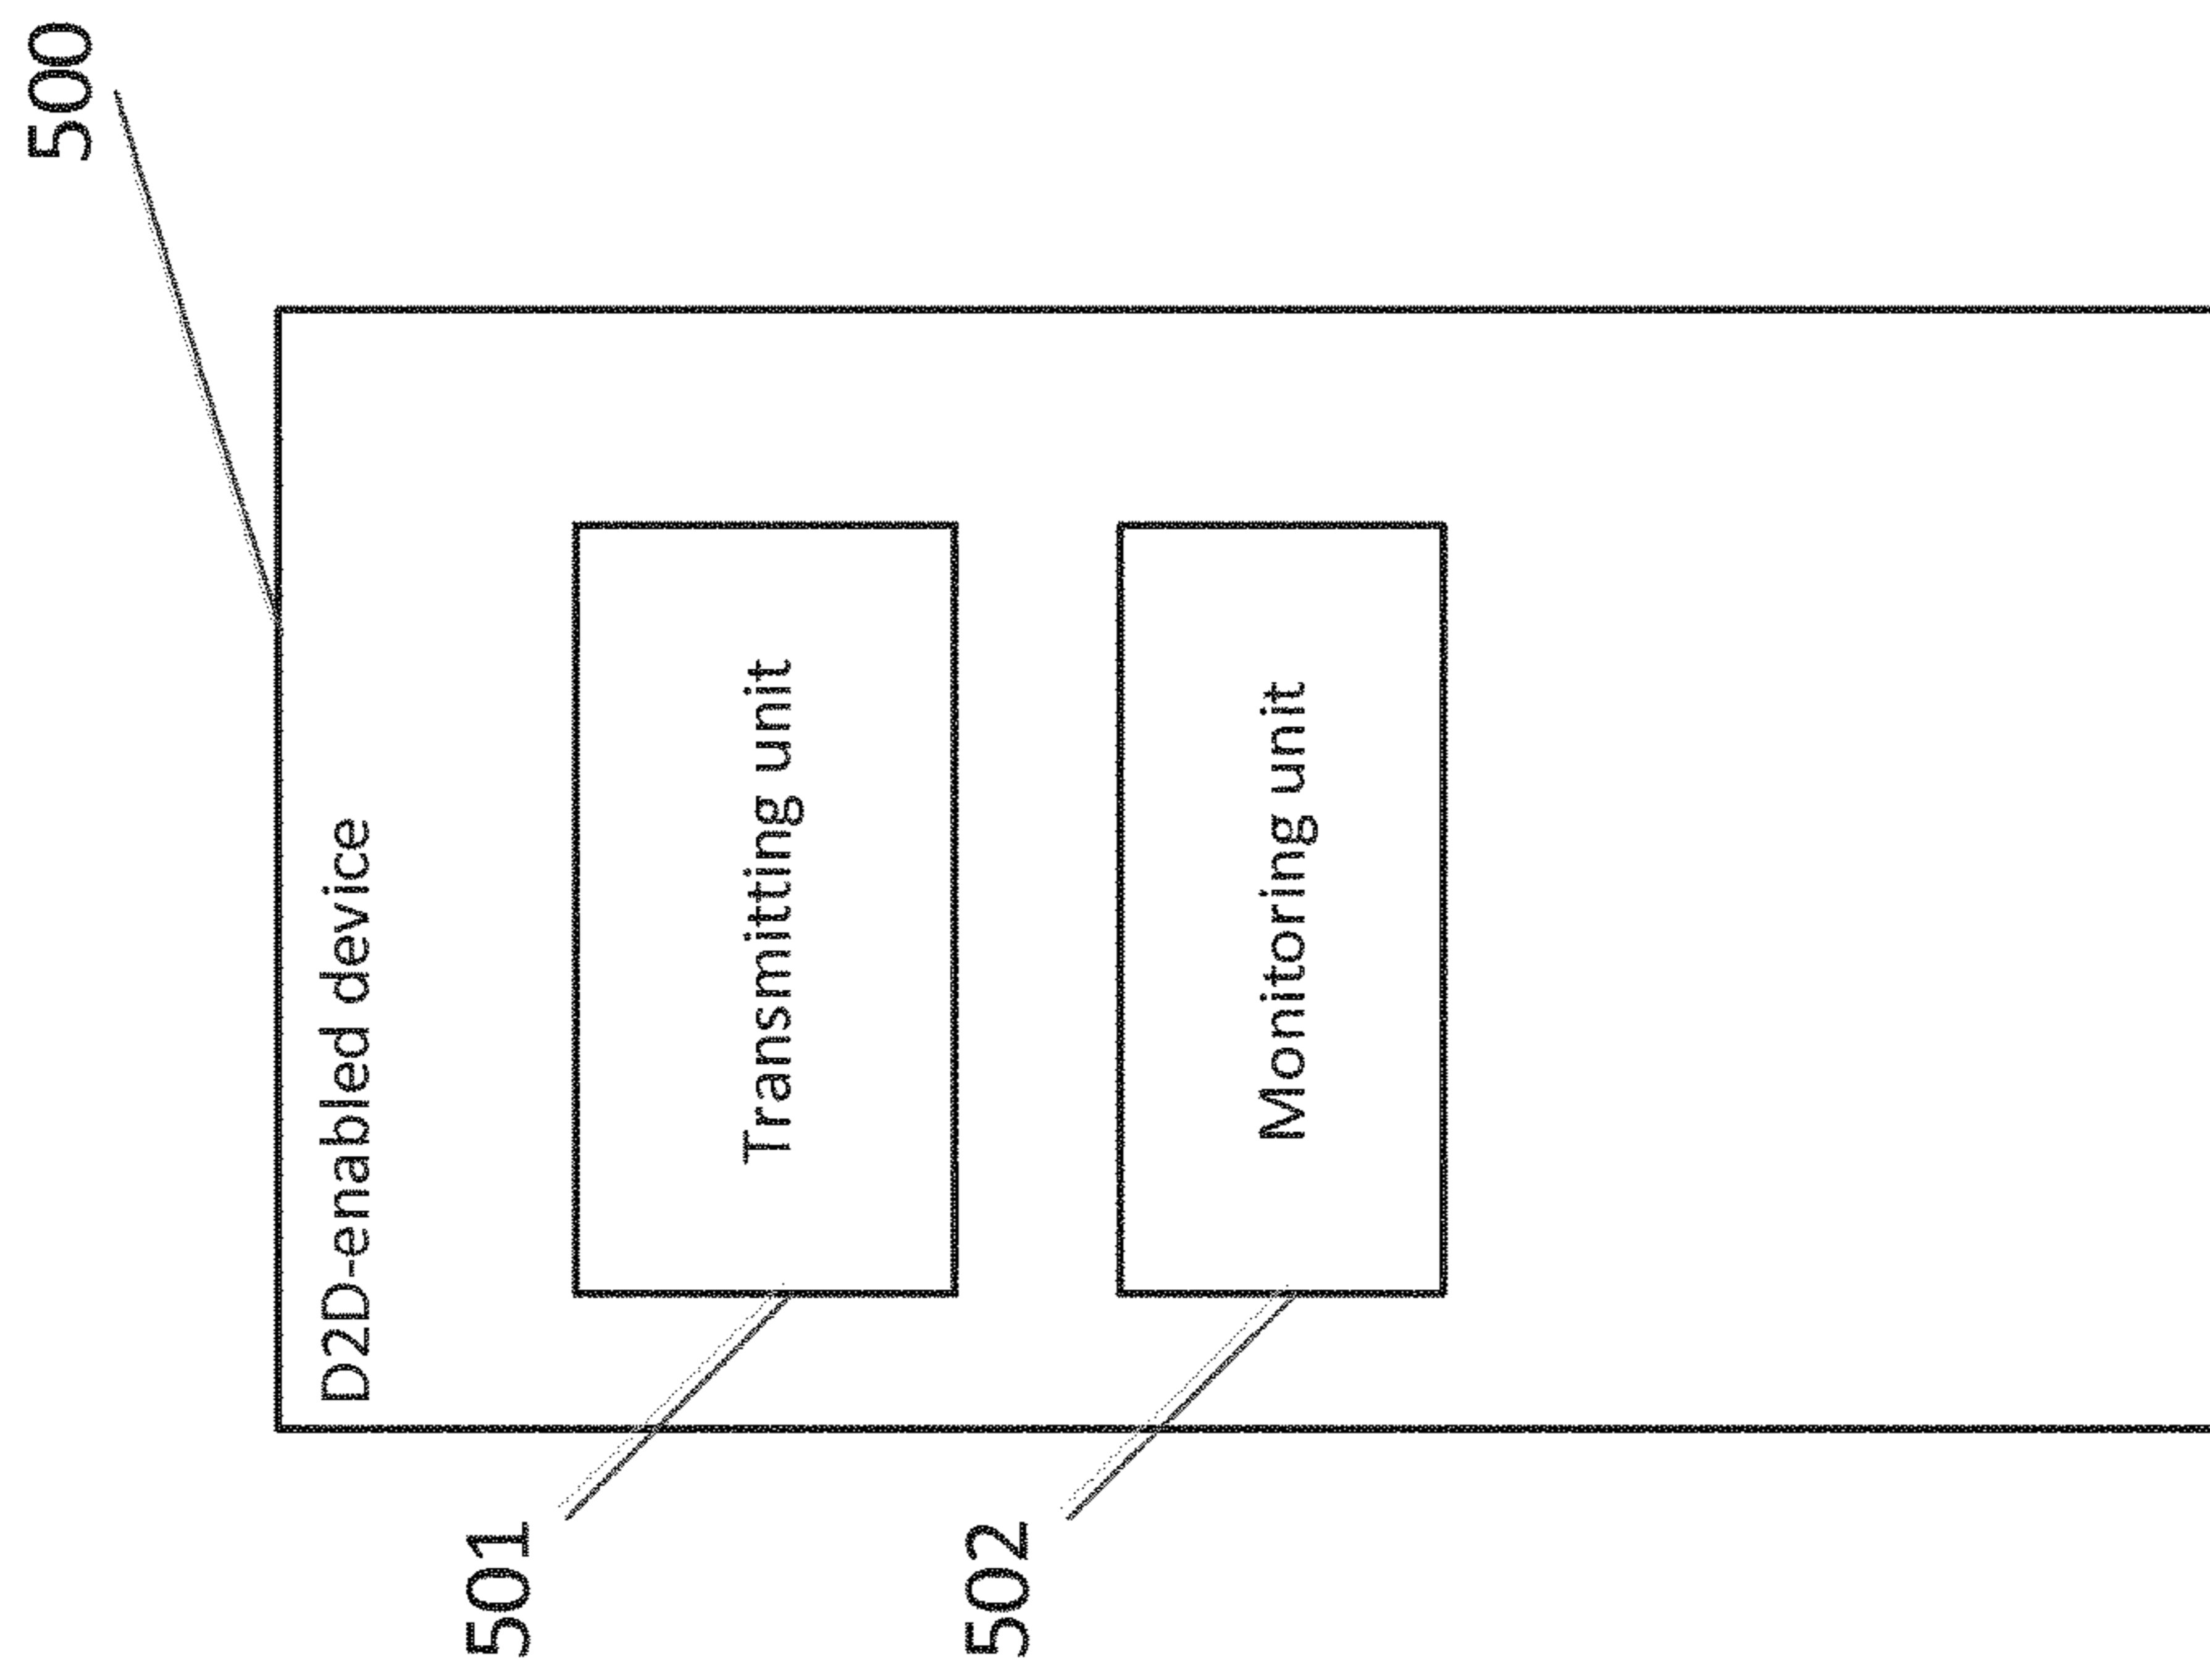 500
D2D-enabled device
501
Transmitting unit
502
Monitoring unit